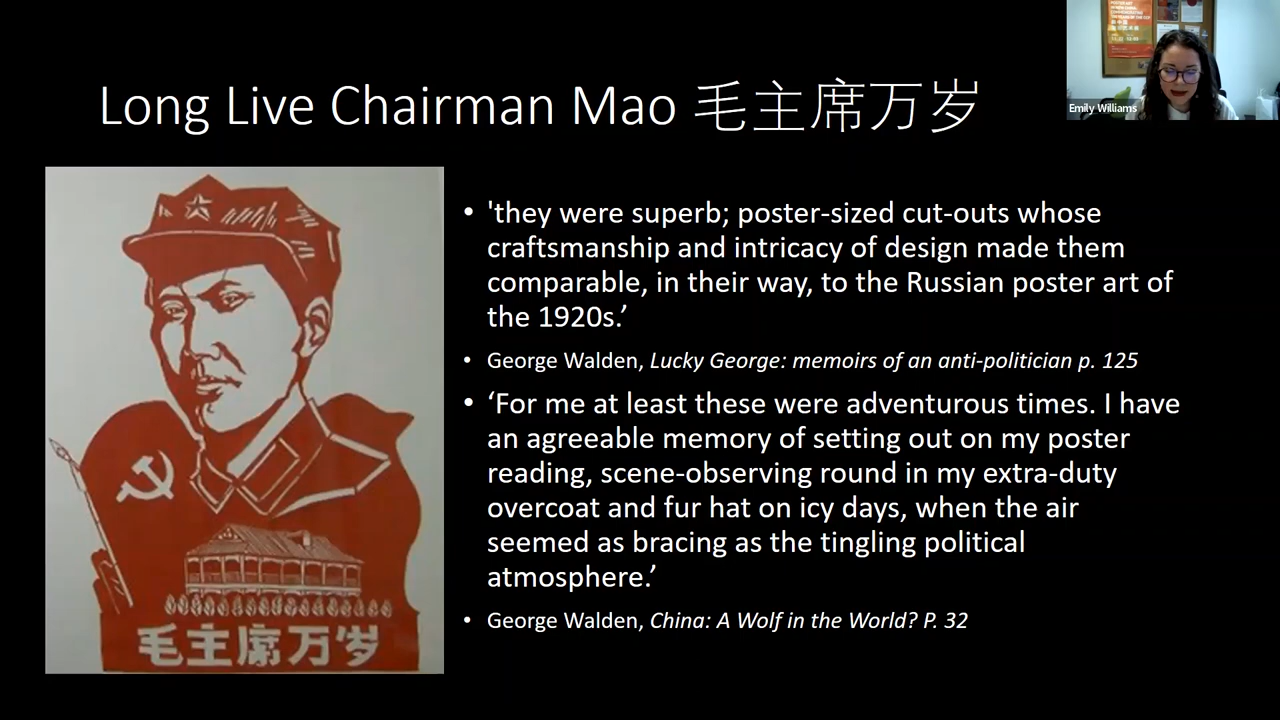 Long Live Chairman Mao 毛主席万岁
Emily Williams
'they were superb; poster-sized cut-outs whose
craftsmanship and intricacy of design made them
comparable, in their way, to the Russian poster art of
the 1920s.’
George Walden, Lucky George: memoirs of an anti-politician p. 125
‘For me at least these were adventurous times. I have
an agreeable memory of setting out on my poster
reading, scene-observing round in my extra-duty
overcoat and fur hat on icy days, when the air
seemed as bracing as the tingling political
atmosphere.’
George Walden, China: A Wolf in the World? P. 32
毛主席万岁